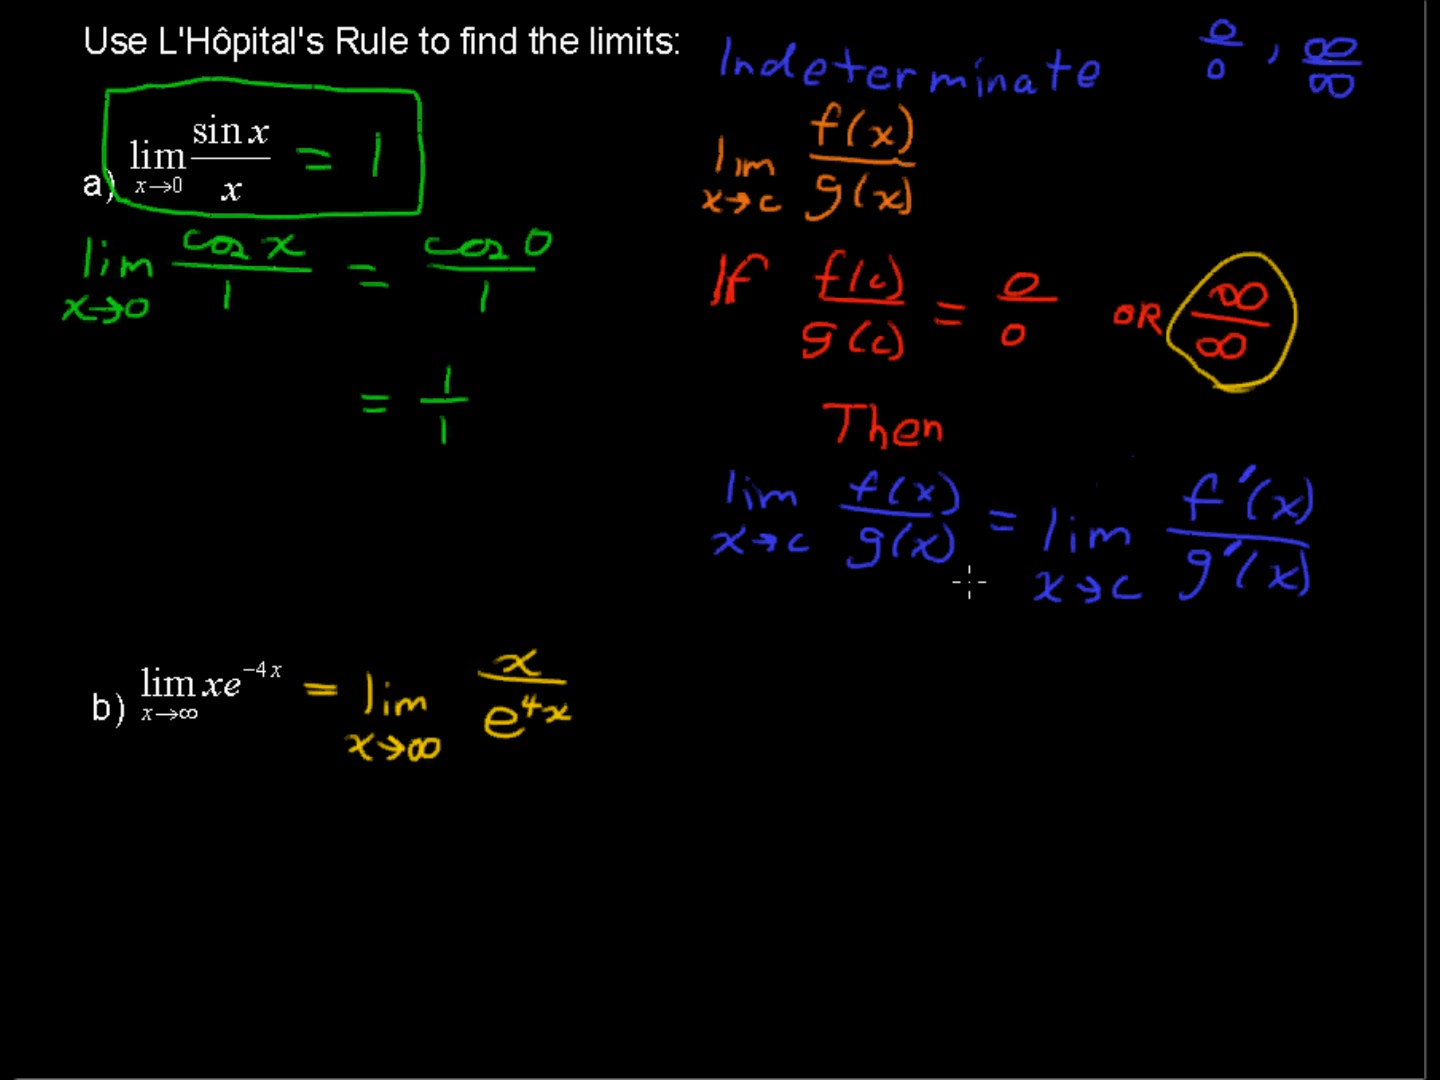 Use L'Hôpital's Rule to find the limits:
a) lim x→0 sin x / x = 1
lim x→0 cos x / 1 = cos 0 / 1
= 1 / 1
b) lim x→∞ xe^{-4x} = lim x→∞ x / e^{4x}
Indeterminate 0/0 , ∞/∞
lim x→c f(x) / g(x)
If f(c) / g(c) = 0/0 OR ∞/∞
Then
lim x→c f(x) / g(x) = lim x→c f'(x) / g'(x)